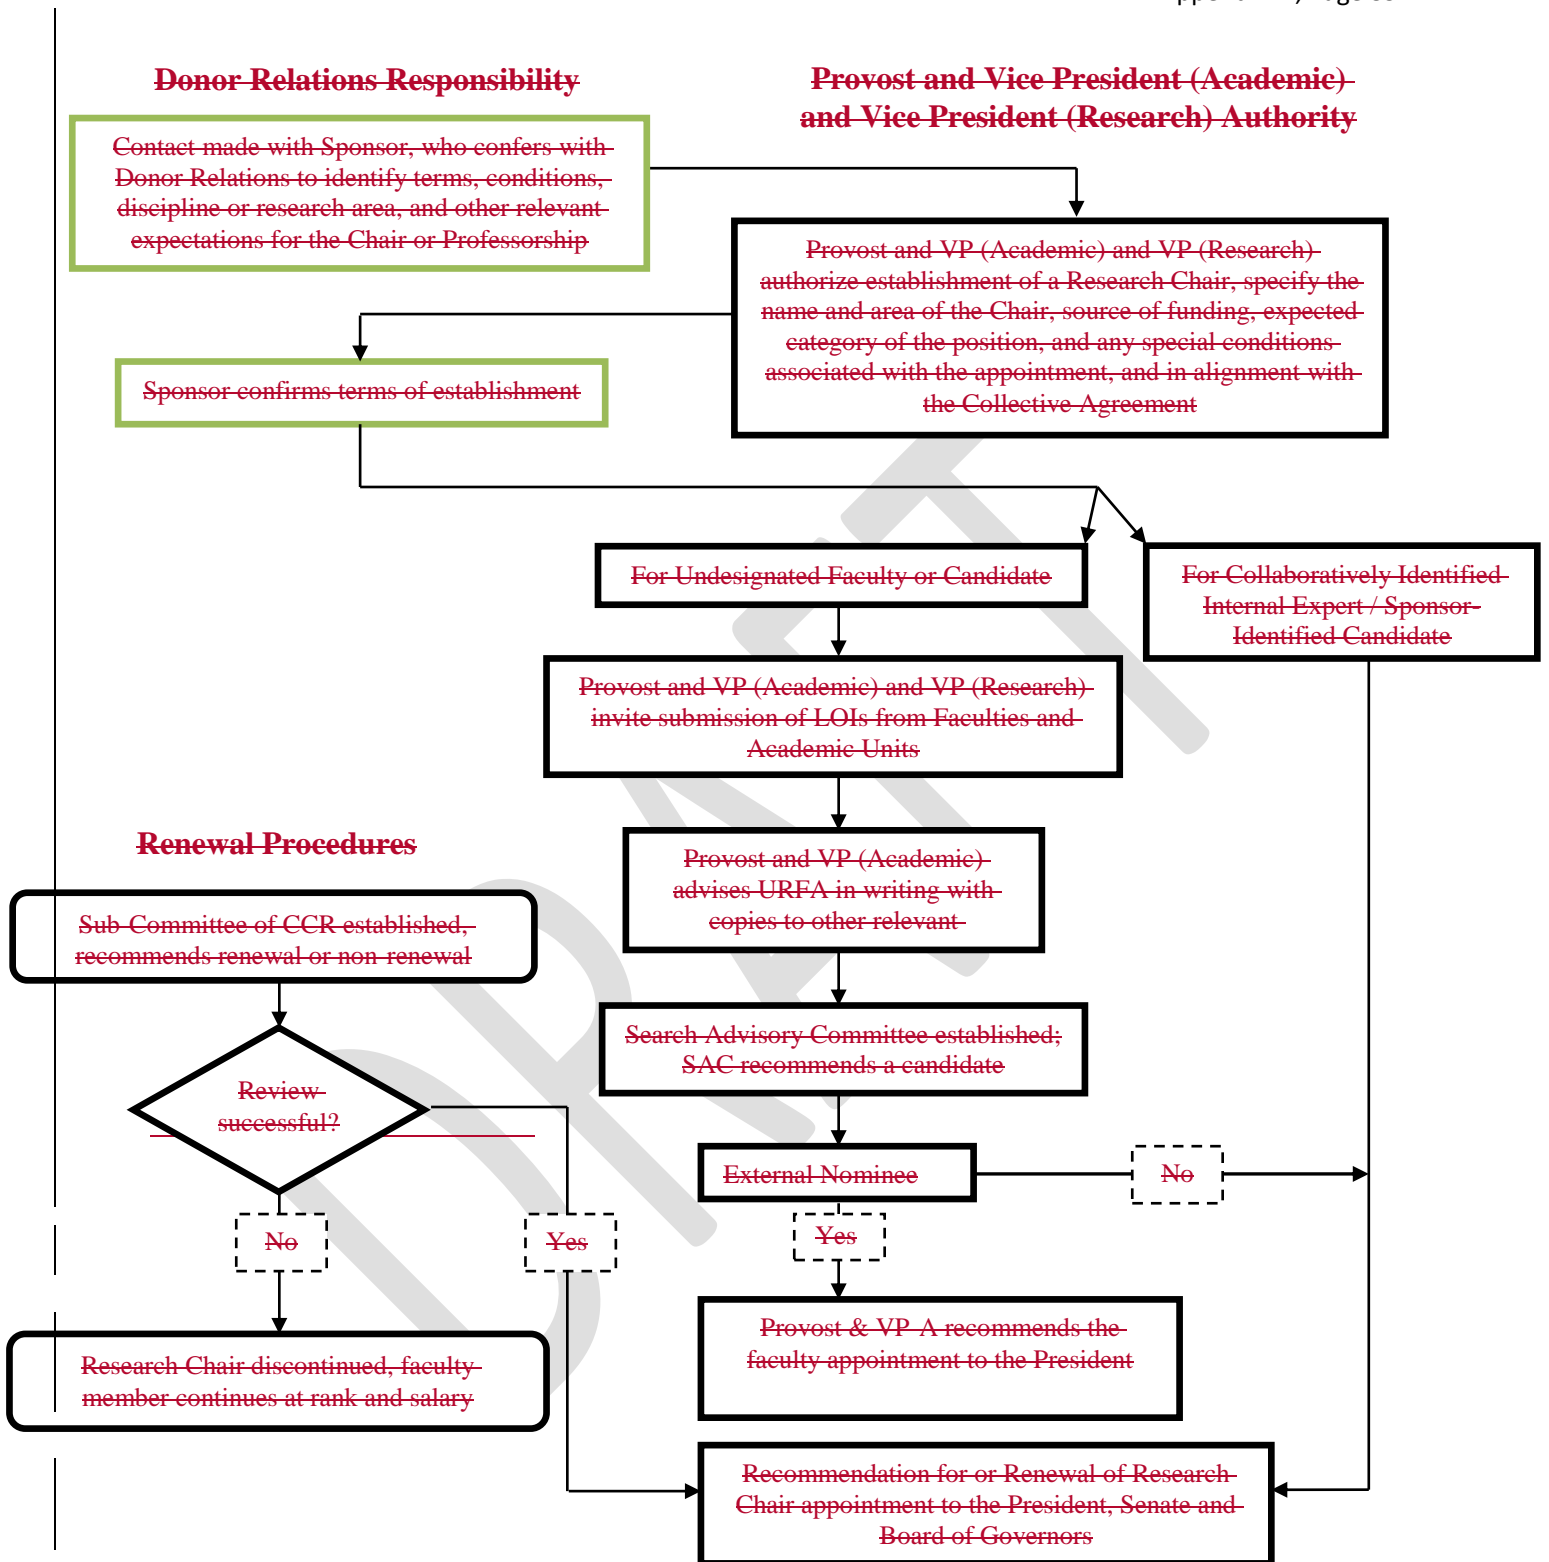 Donor Relations Responsibility
Provost and Vice President (Academic)
and Vice President (Research) Authority
Contact made with Sponsor, who confers with
Donor Relations to identify terms, conditions,
discipline or research area, and other relevant
expectations for the Chair or Professorship
Provost and VP (Academic) and VP (Research)
authorize establishment of a Research Chair, specify the
name and area of the Chair, source of funding, expected
category of the position, and any special conditions
associated with the appointment, and in alignment with
the Collective Agreement
Sponsor confirms terms of establishment
For Undesignated Faculty or Candidate
For Collaboratively Identified
Internal Expert / Sponsor-
Identified Candidate
Provost and VP (Academic) and VP (Research)
invite submission of LOIs from Faculties and
Academic Units
Provost and VP (Academic)
advises URFA in writing with
copies to other relevant
Renewal Procedures
Sub-Committee of CCR established,
recommends renewal or non-renewal
Search Advisory Committee established;
SAC recommends a candidate
Review
successful?
External Nominee
No
No
Yes
Yes
Provost & VP-A recommends the
faculty appointment to the President
Research Chair discontinued, faculty
member continues at rank and salary
Recommendation for or Renewal of Research
Chair appointment to the President, Senate and
Board of Governors
DRAFT